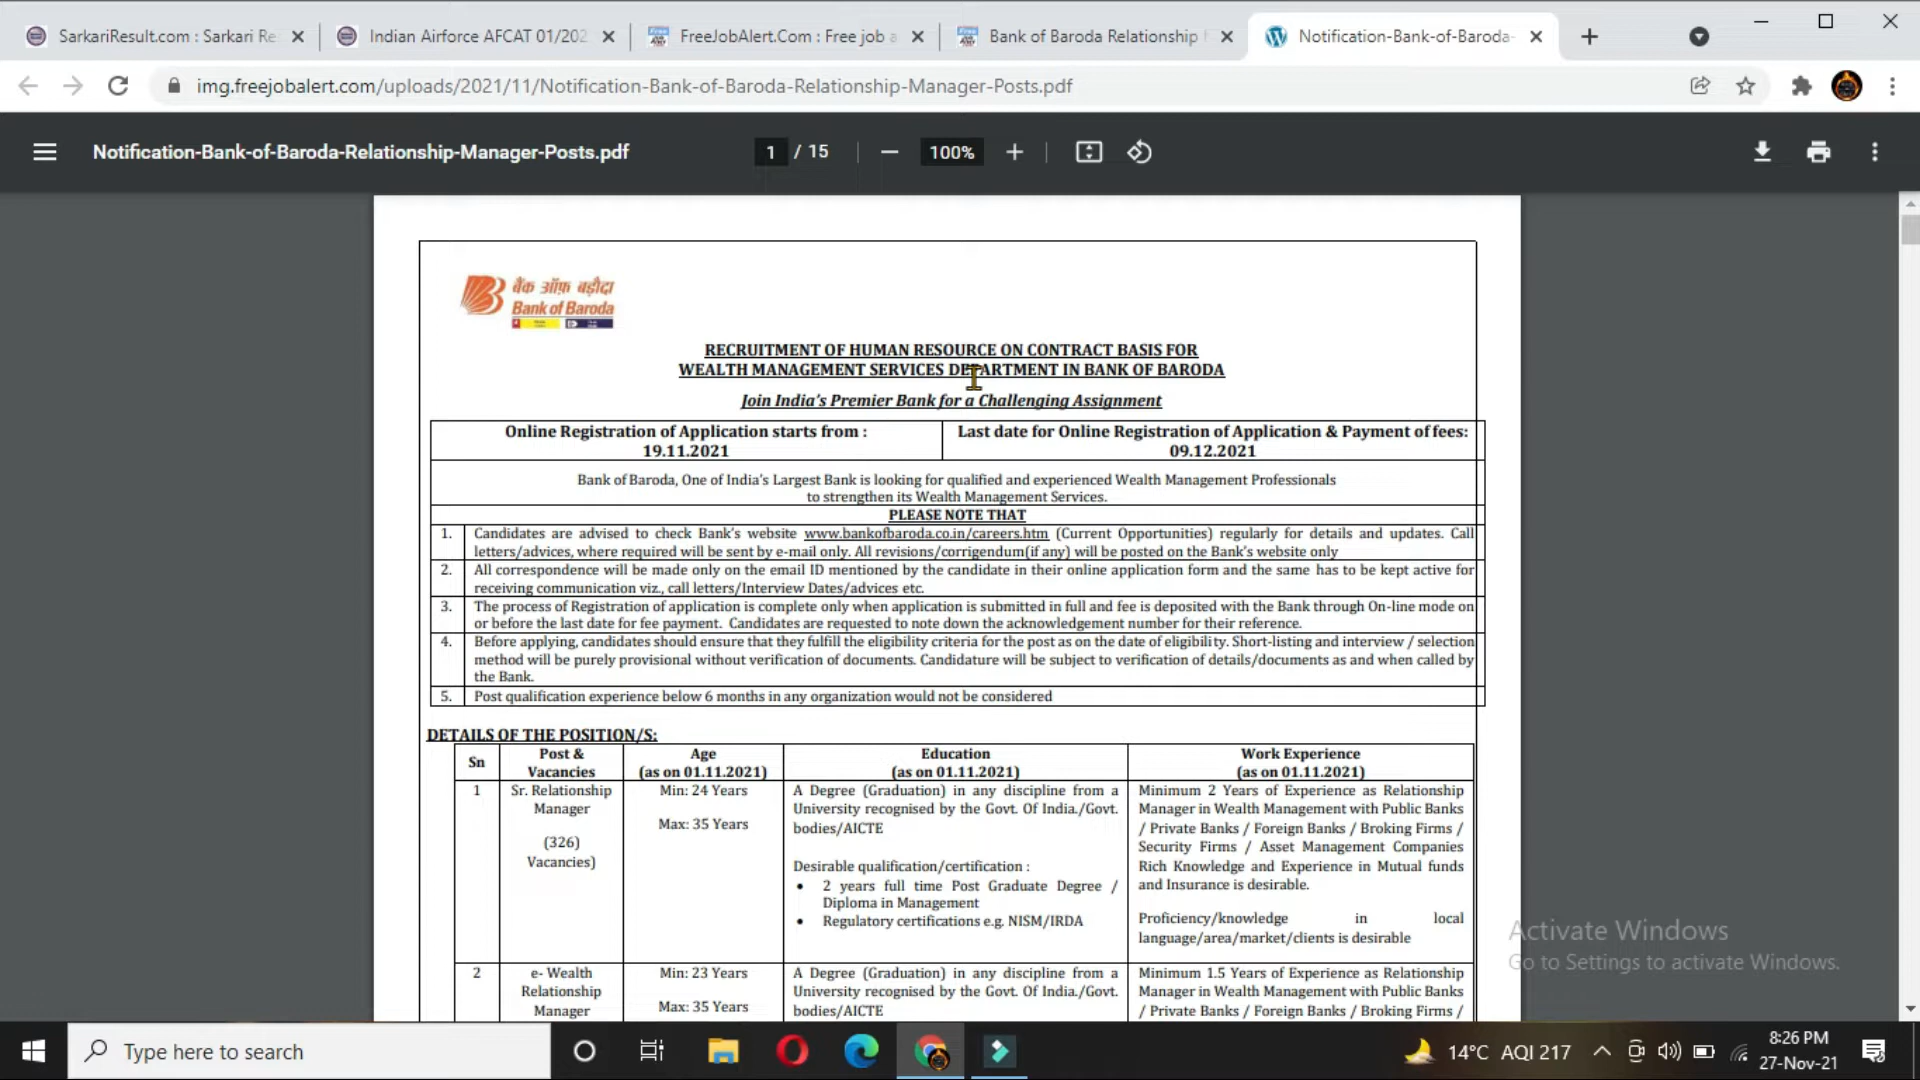 SarkariResult.com : Sarkari Re
Indian Airforce AFCAT 01/202
FreeJobAlert.Com : Free job a
Bank of Baroda Relationship
Notification-Bank-of-Baroda-
img.freejobalert.com/uploads/2021/11/Notification-Bank-of-Baroda-Relationship-Manager-Posts.pdf
Notification-Bank-of-Baroda-Relationship-Manager-Posts.pdf
1 / 15
100%
बैंक ऑफ़ बड़ौदा
Bank of Baroda
RECRUITMENT OF HUMAN RESOURCE ON CONTRACT BASIS FOR
WEALTH MANAGEMENT SERVICES DEPARTMENT IN BANK OF BARODA
Join India's Premier Bank for a Challenging Assignment
Online Registration of Application starts from :
19.11.2021
Last date for Online Registration of Application & Payment of fees:
09.12.2021
Bank of Baroda, One of India's Largest Bank is looking for qualified and experienced Wealth Management Professionals
to strengthen its Wealth Management Services.
PLEASE NOTE THAT
1. Candidates are advised to check Bank's website www.bankofbaroda.co.in/careers.htm (Current Opportunities) regularly for details and updates. Call
letters/advices, where required will be sent by e-mail only. All revisions/corrigendum(if any) will be posted on the Bank's website only
2. All correspondence will be made only on the email ID mentioned by the candidate in their online application form and the same has to be kept active for
receiving communication viz., call letters/Interview Dates/advices etc.
3. The process of Registration of application is complete only when application is submitted in full and fee is deposited with the Bank through On-line mode on
or before the last date for fee payment. Candidates are requested to note down the acknowledgement number for their reference.
4. Before applying, candidates should ensure that they fulfill the eligibility criteria for the post as on the date of eligibility. Short-listing and interview / selection
method will be purely provisional without verification of documents. Candidature will be subject to verification of details/documents as and when called by
the Bank.
5. Post qualification experience below 6 months in any organization would not be considered
DETAILS OF THE POSITION/S:
Sn
Post &
Vacancies
Age
(as on 01.11.2021)
Education
(as on 01.11.2021)
Work Experience
(as on 01.11.2021)
1
Sr. Relationship
Manager
(326)
Vacancies)
Min: 24 Years
Max: 35 Years
A Degree (Graduation) in any discipline from a
University recognised by the Govt. Of India./Govt.
bodies/AICTE
Desirable qualification/certification :
• 2 years full time Post Graduate Degree /
Diploma in Management
• Regulatory certifications e.g. NISM/IRDA
Minimum 2 Years of Experience as Relationship
Manager in Wealth Management with Public Banks
/ Private Banks / Foreign Banks / Broking Firms /
Security Firms / Asset Management Companies
Rich Knowledge and Experience in Mutual funds
and Insurance is desirable.
Proficiency/knowledge in local
language/area/market/clients is desirable
2
e- Wealth
Relationship
Manager
Min: 23 Years
Max: 35 Years
A Degree (Graduation) in any discipline from a
University recognised by the Govt. Of India./Govt.
bodies/AICTE
Minimum 1.5 Years of Experience as Relationship
Manager in Wealth Management with Public Banks
/ Private Banks / Foreign Banks / Broking Firms /
Activate Windows
Go to Settings to activate Windows.
Type here to search
14°C AQI 217
8:26 PM
27-Nov-21